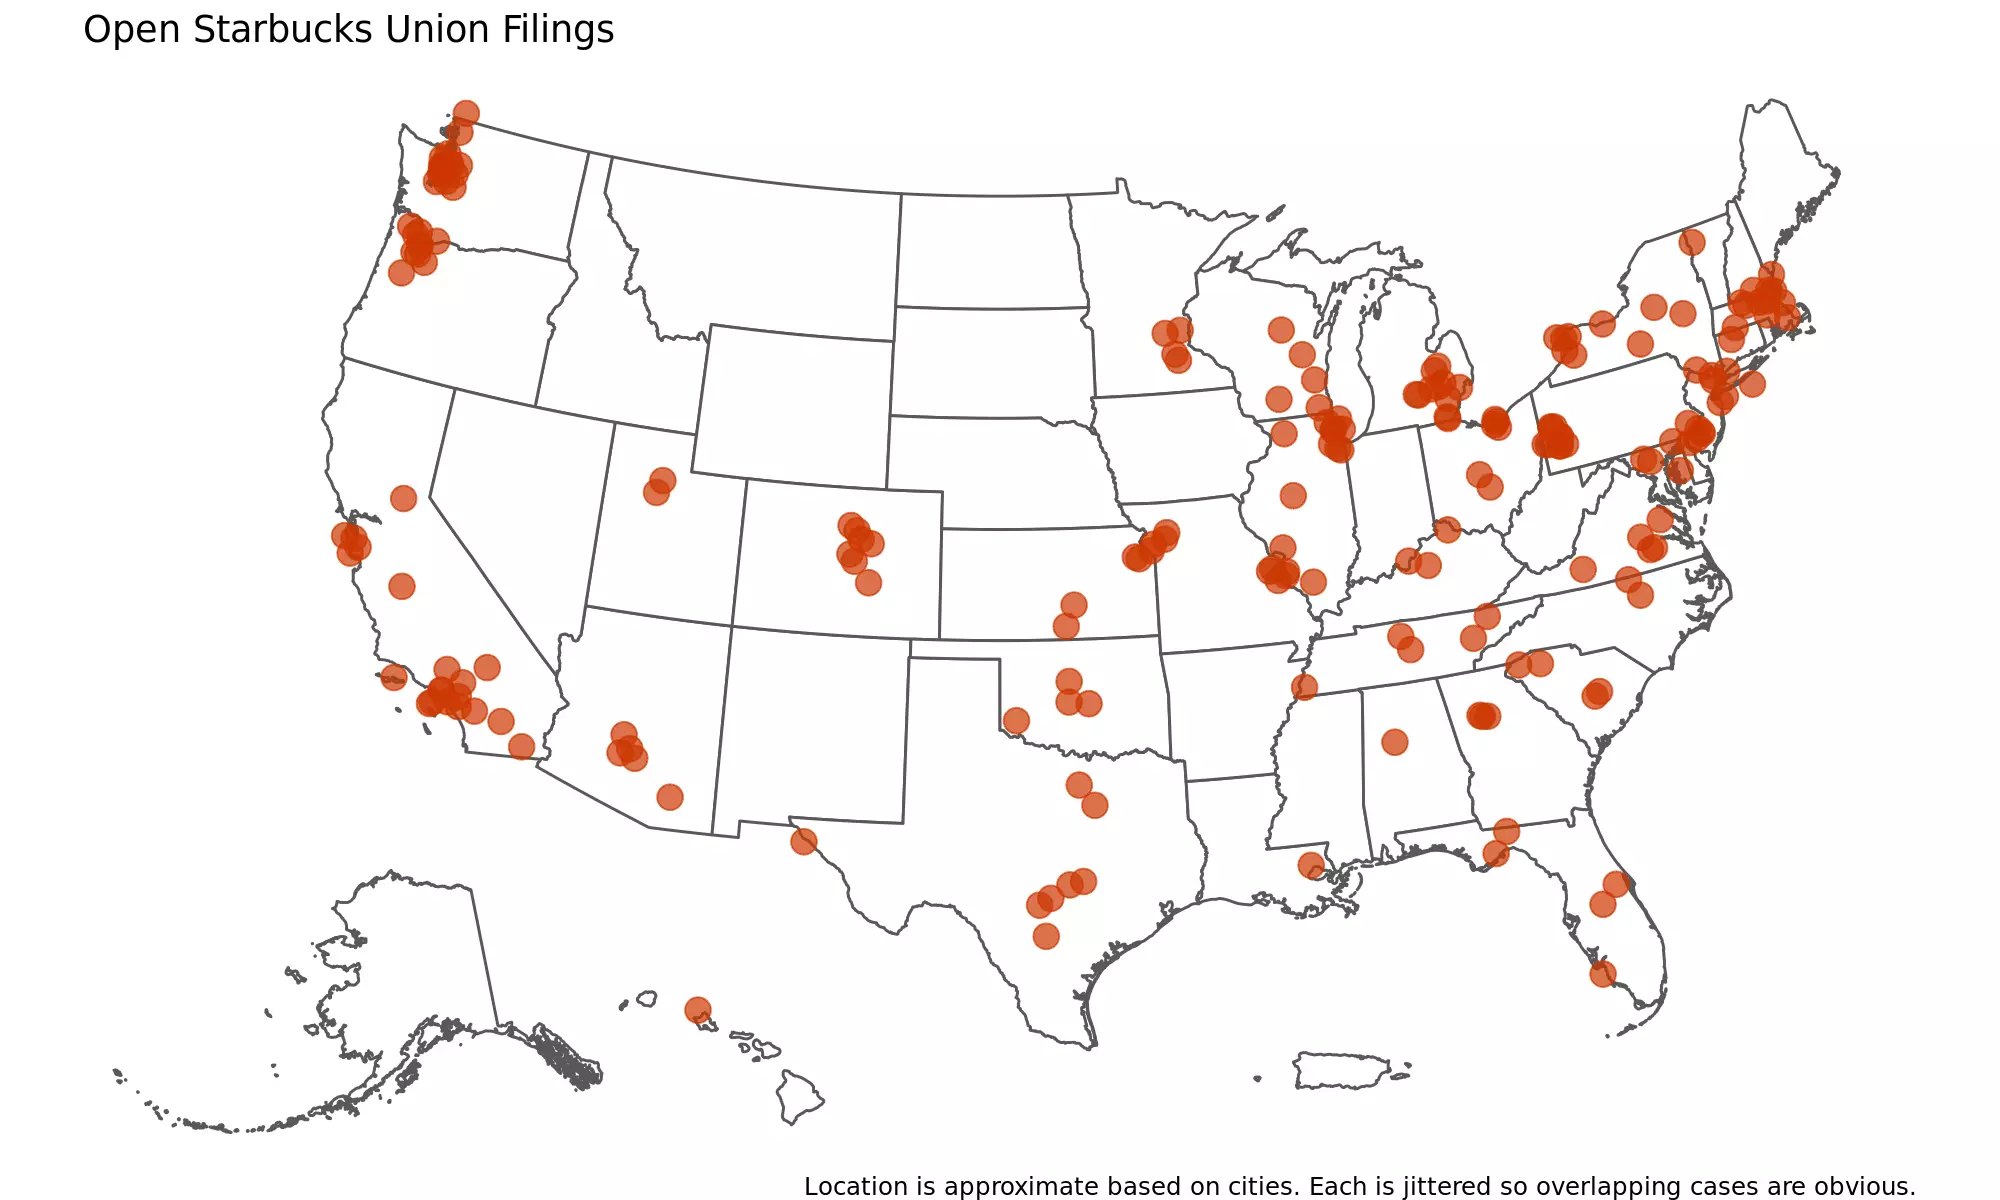 Open Starbucks Union Filings
Location is approximate based on cities. Each is jittered so overlapping cases are obvious.